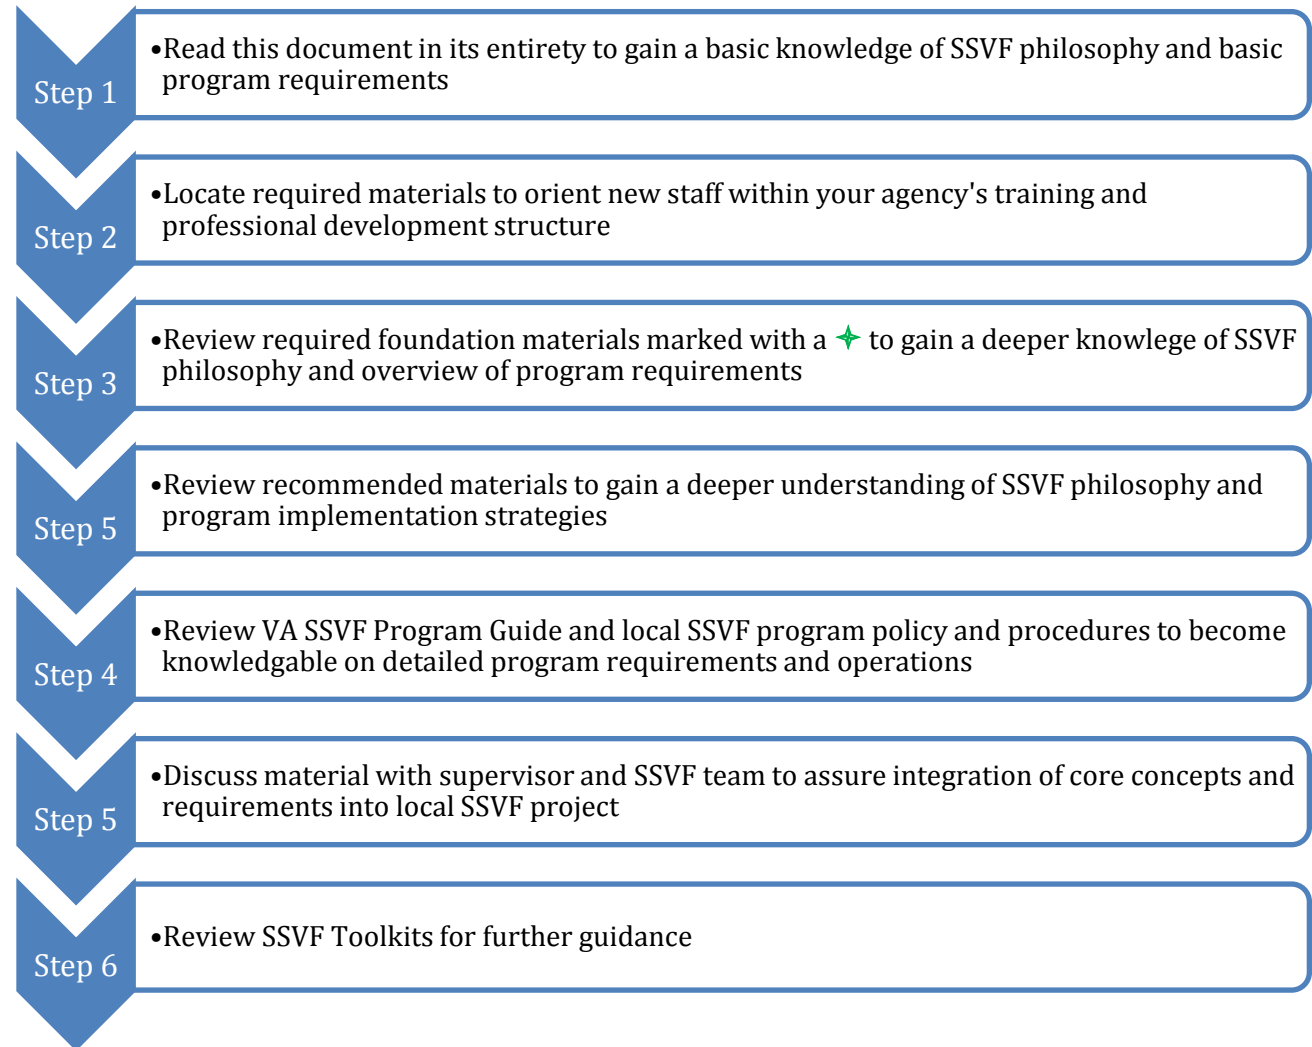 Step 1
•Read this document in its entirety to gain a basic knowledge of SSVF philosophy and basic
program requirements
Step 2
•Locate required materials to orient new staff within your agency's training and
professional development structure
Step 3
•Review required foundation materials marked with a ✦ to gain a deeper knowlege of SSVF
philosophy and overview of program requirements
Step 5
•Review recommended materials to gain a deeper understanding of SSVF philosophy and
program implementation strategies
Step 4
•Review VA SSVF Program Guide and local SSVF program policy and procedures to become
knowledgable on detailed program requirements and operations
Step 5
•Discuss material with supervisor and SSVF team to assure integration of core concepts and
requirements into local SSVF project
Step 6
•Review SSVF Toolkits for further guidance